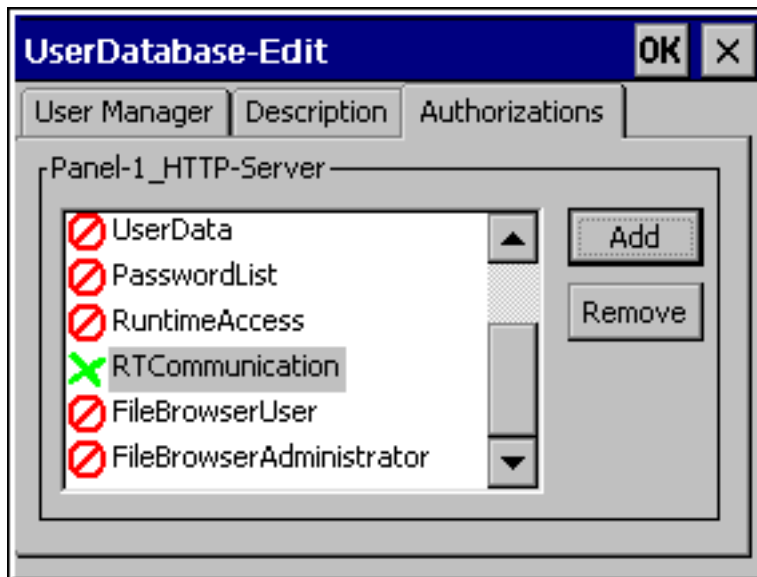 UserDatabase-Edit OK ×
User Manager Description Authorizations
Panel-1_HTTP-Server
UserData
PasswordList
RuntimeAccess
RTCommunication
FileBrowserUser
FileBrowserAdministrator
Add
Remove